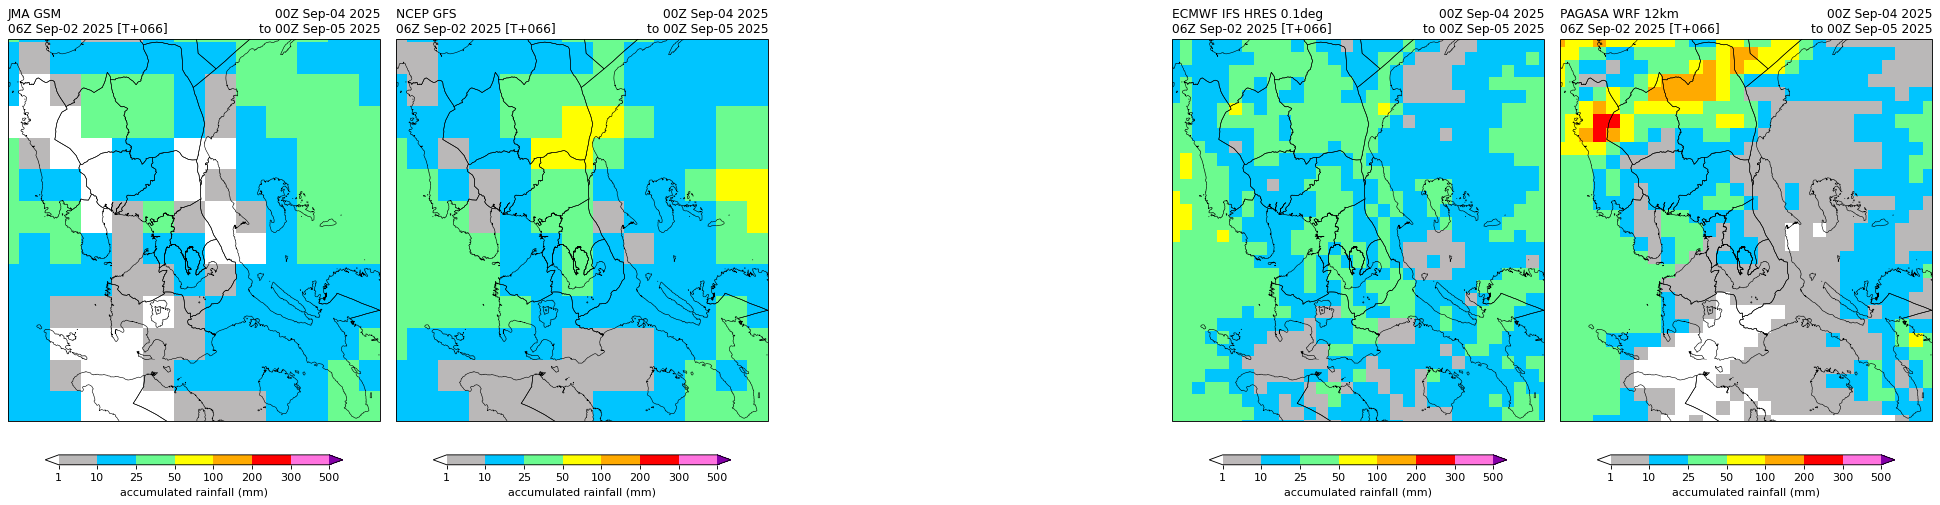 JMA GSM 00Z Sep-04 2025
06Z Sep-02 2025 [T+066] to 00Z Sep-05 2025
1 10 25 50 100 200 300 500
accumulated rainfall (mm)
NCEP GFS 00Z Sep-04 2025
06Z Sep-02 2025 [T+066] to 00Z Sep-05 2025
1 10 25 50 100 200 300 500
accumulated rainfall (mm)
ECMWF IFS HRES 0.1deg 00Z Sep-04 2025
06Z Sep-02 2025 [T+066] to 00Z Sep-05 2025
1 10 25 50 100 200 300 500
accumulated rainfall (mm)
PAGASA WRF 12km 00Z Sep-04 2025
06Z Sep-02 2025 [T+066] to 00Z Sep-05 2025
1 10 25 50 100 200 300 500
accumulated rainfall (mm)